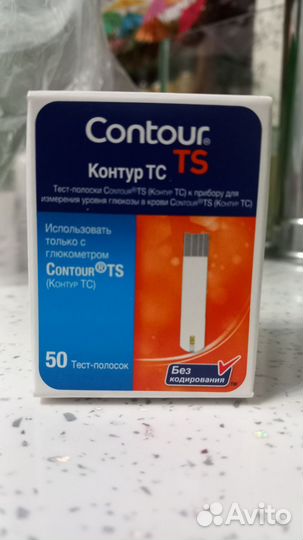 Contour®
TS
Контур ТС
Тест-полоски Contour®TS (Контур ТС) к прибору для
измерения уровня глюкозы в крови Contour®TS (Контур ТС)
Использовать
только с
глюкометром
Contour®TS
(Контур ТС)
50 Тест-полосок
Без
кодирования
™
Avito